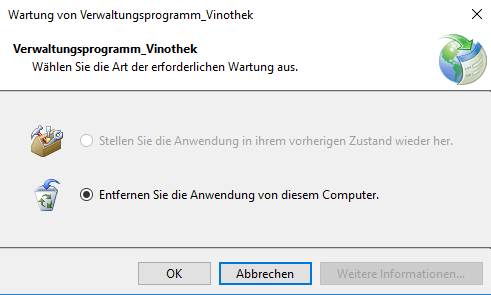 Wartung von Verwaltungsprogramm_Vinothek
Verwaltungsprogramm_Vinothek
Wählen Sie die Art der erforderlichen Wartung aus.
Stellen Sie die Anwendung in ihrem vorherigen Zustand wieder her.
Entfernen Sie die Anwendung von diesem Computer.
OK
Abbrechen
Weitere Informationen...